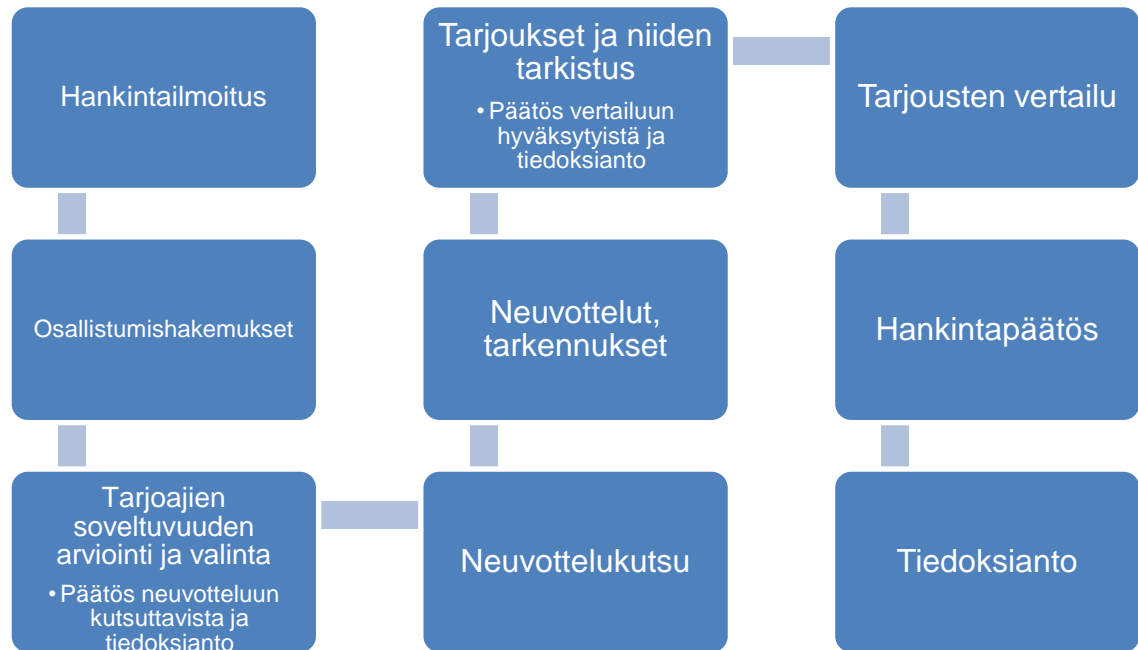 Hankintailmoitus
Osallistumishakemukset
Tarjoajien
soveltuvuuden
arviointi ja valinta
• Päätös neuvotteluun
kutsuttavista ja
tiedoksianto
Neuvottelukutsu
Neuvottelut,
tarkennukset
Tarjoukset ja niiden
tarkistus
• Päätös vertailuun
hyväksytyistä ja
tiedoksianto
Tarjousten vertailu
Hankintapäätös
Tiedoksianto